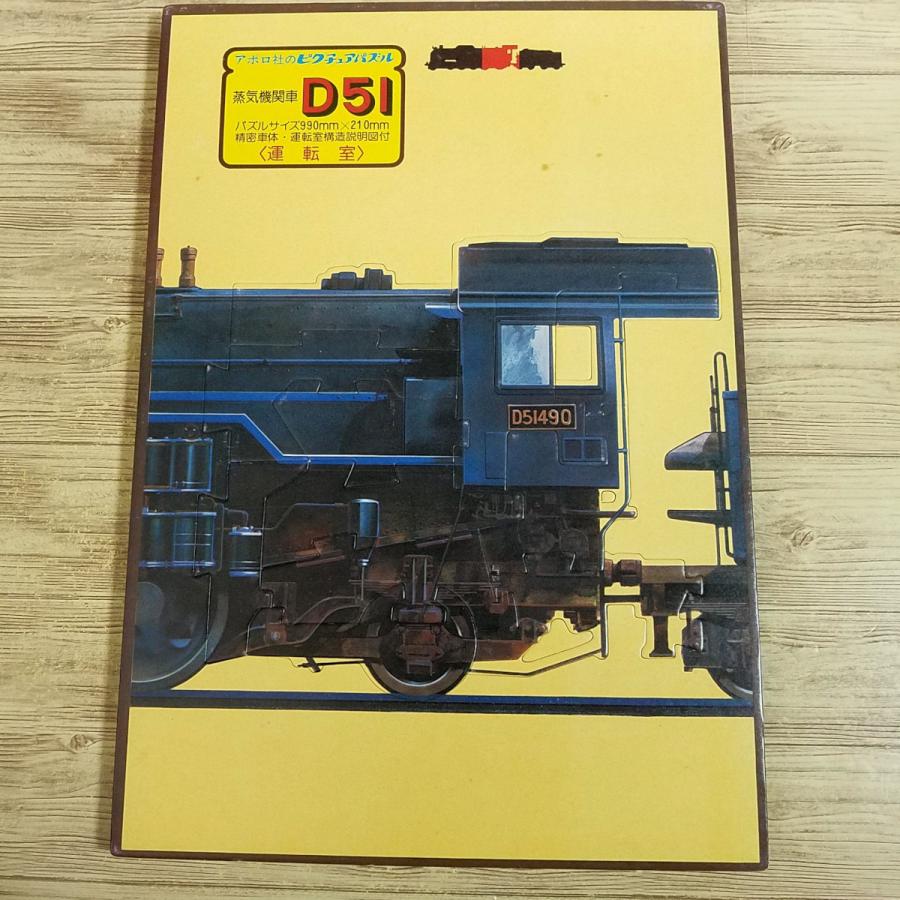 アポロ社のピクチュアパズル
蒸気機関車 D51
パズルサイズ990mm×210mm
精密車体・運転室構造説明図付
〈運転室〉
D51490